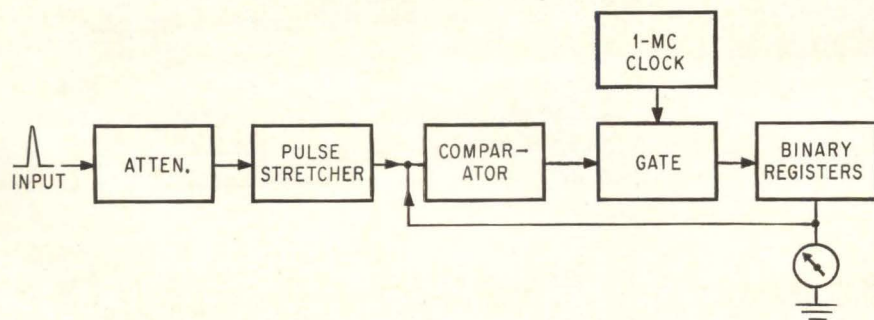 1-MC
CLOCK
INPUT
ATTEN.
PULSE
STRETCHER
COMPAR-
ATOR
GATE
BINARY
REGISTERS